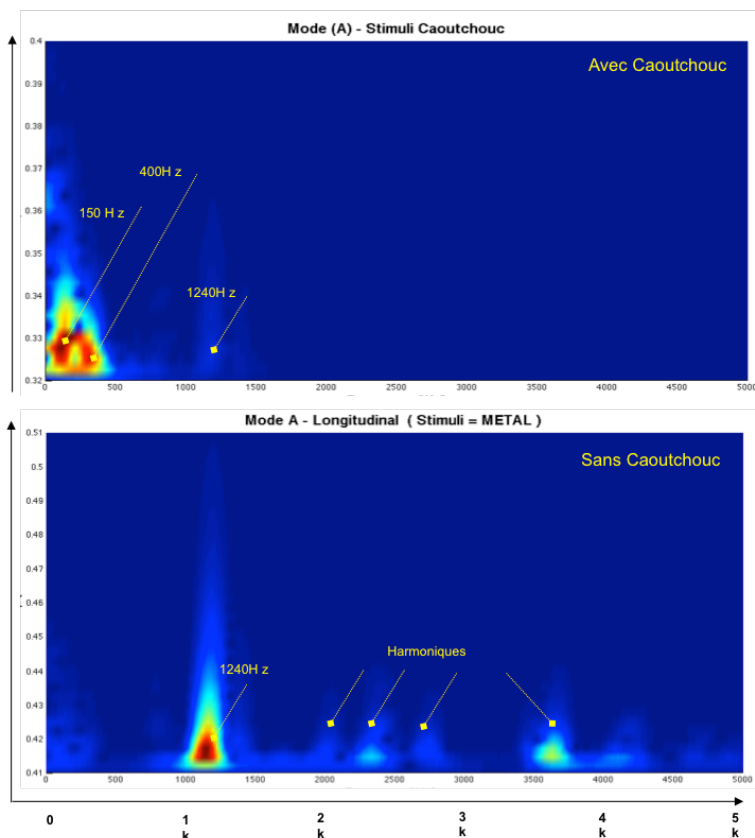 Mode (A) - Stimuli Caoutchouc
Avec Caoutchouc
0.4
0.39
0.38
0.37
0.36
0.35
0.34
0.33
0.32
400H z
150 H z
1240H z
0 500 1000 1500 2000 2500 3000 3500 4000 4500 5000
Mode A - Longitudinal ( Stimuli = METAL )
Sans Caoutchouc
0.51
0.5
0.49
0.48
0.47
0.46
0.45
0.44
0.43
0.42
0.41
Harmoniques
1240H z
0 500 1000 1500 2000 2500 3000 3500 4000 4500 5000
0 1 2 3 4 5
k k k k k